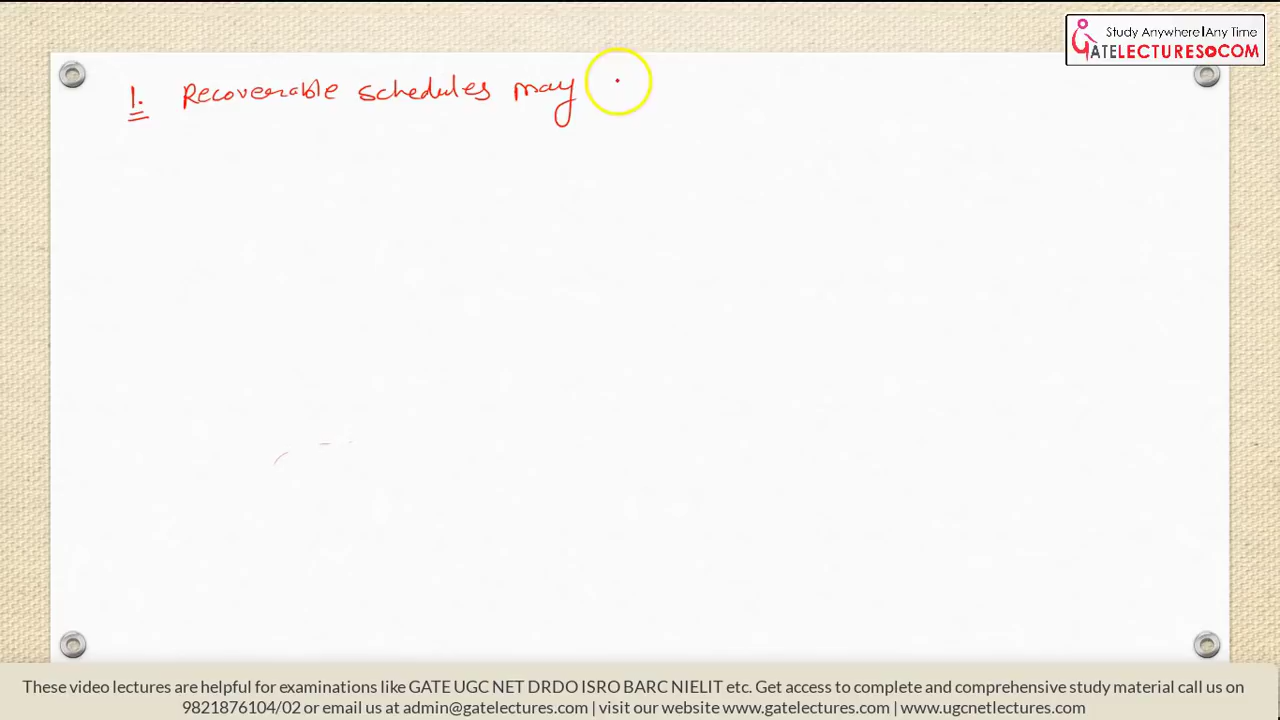 Study Anywhere|Any Time
GATELECTURES.COM
1. Recoverable schedules may
These video lectures are helpful for examinations like GATE UGC NET DRDO ISRO BARC NIELIT etc. Get access to complete and comprehensive study material call us on
9821876104/02 or email us at admin@gatelectures.com | visit our website www.gatelectures.com | www.ugcnetlectures.com